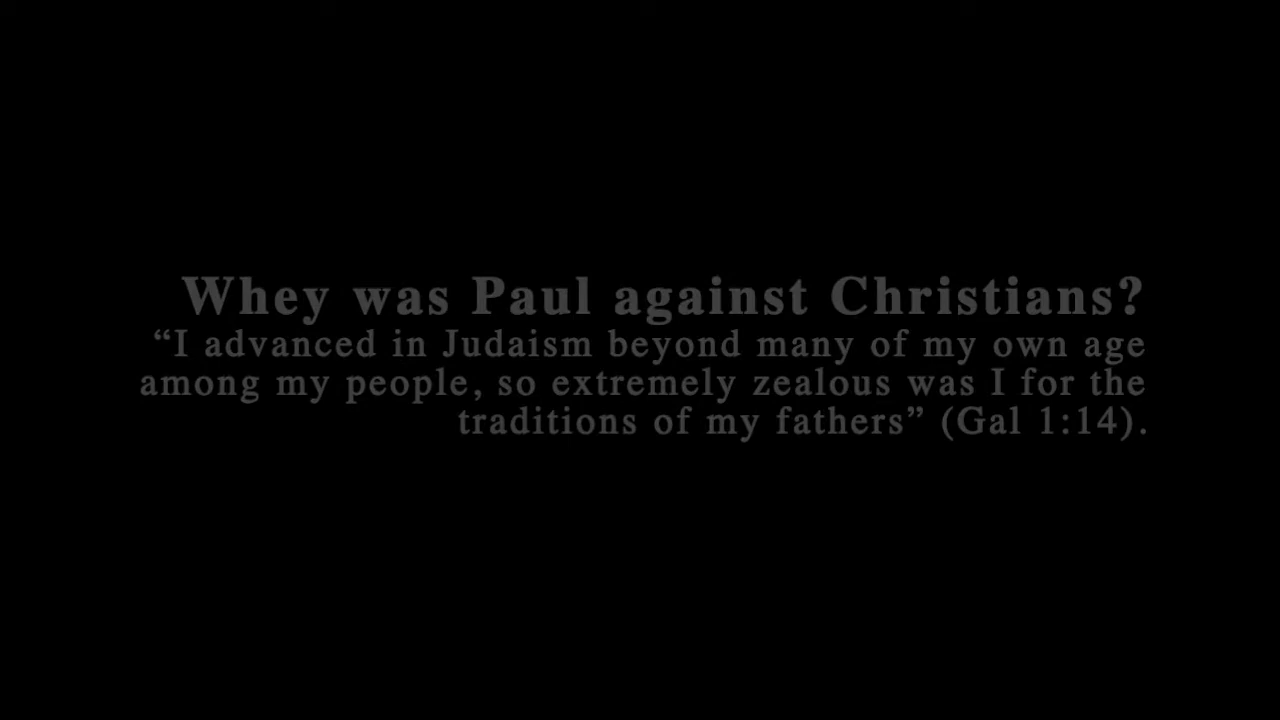 Whey was Paul against Christians?
“I advanced in Judaism beyond many of my own age
among my people, so extremely zealous was I for the
traditions of my fathers” (Gal 1:14).